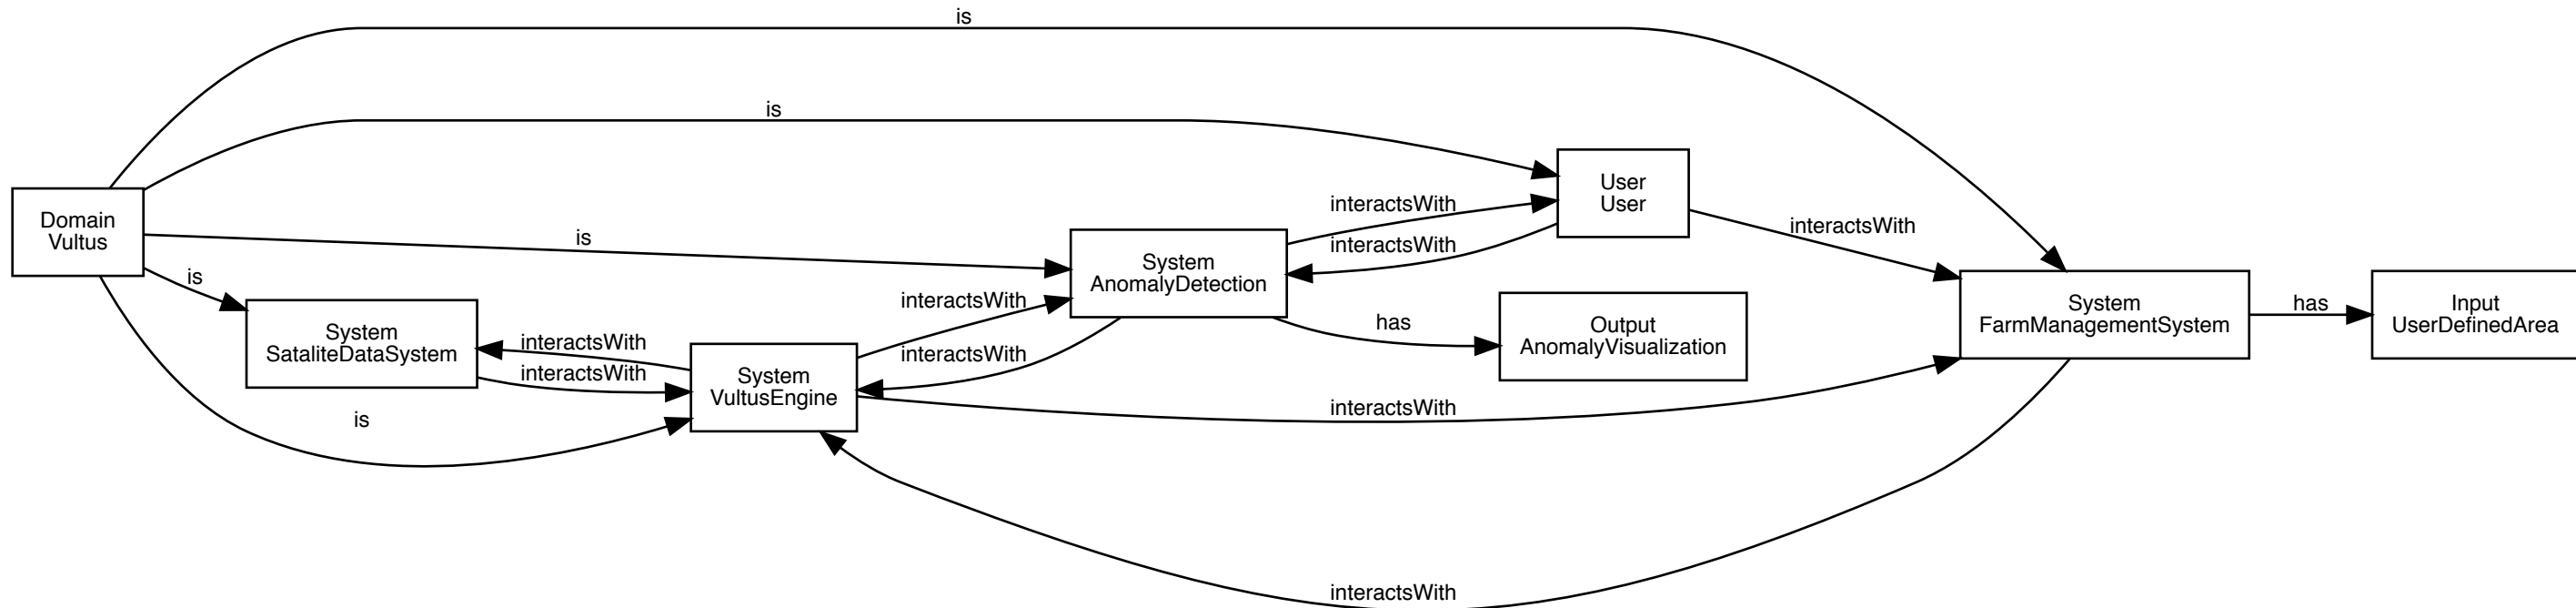 is
is
Domain
Vultus
is
is
is
System
SataliteDataSystem
interactsWith
interactsWith
System
VultusEngine
interactsWith
interactsWith
System
AnomalyDetection
interactsWith
interactsWith
User
User
has
Output
AnomalyVisualization
interactsWith
interactsWith
interactsWith
System
FarmManagementSystem
has
Input
UserDefinedArea